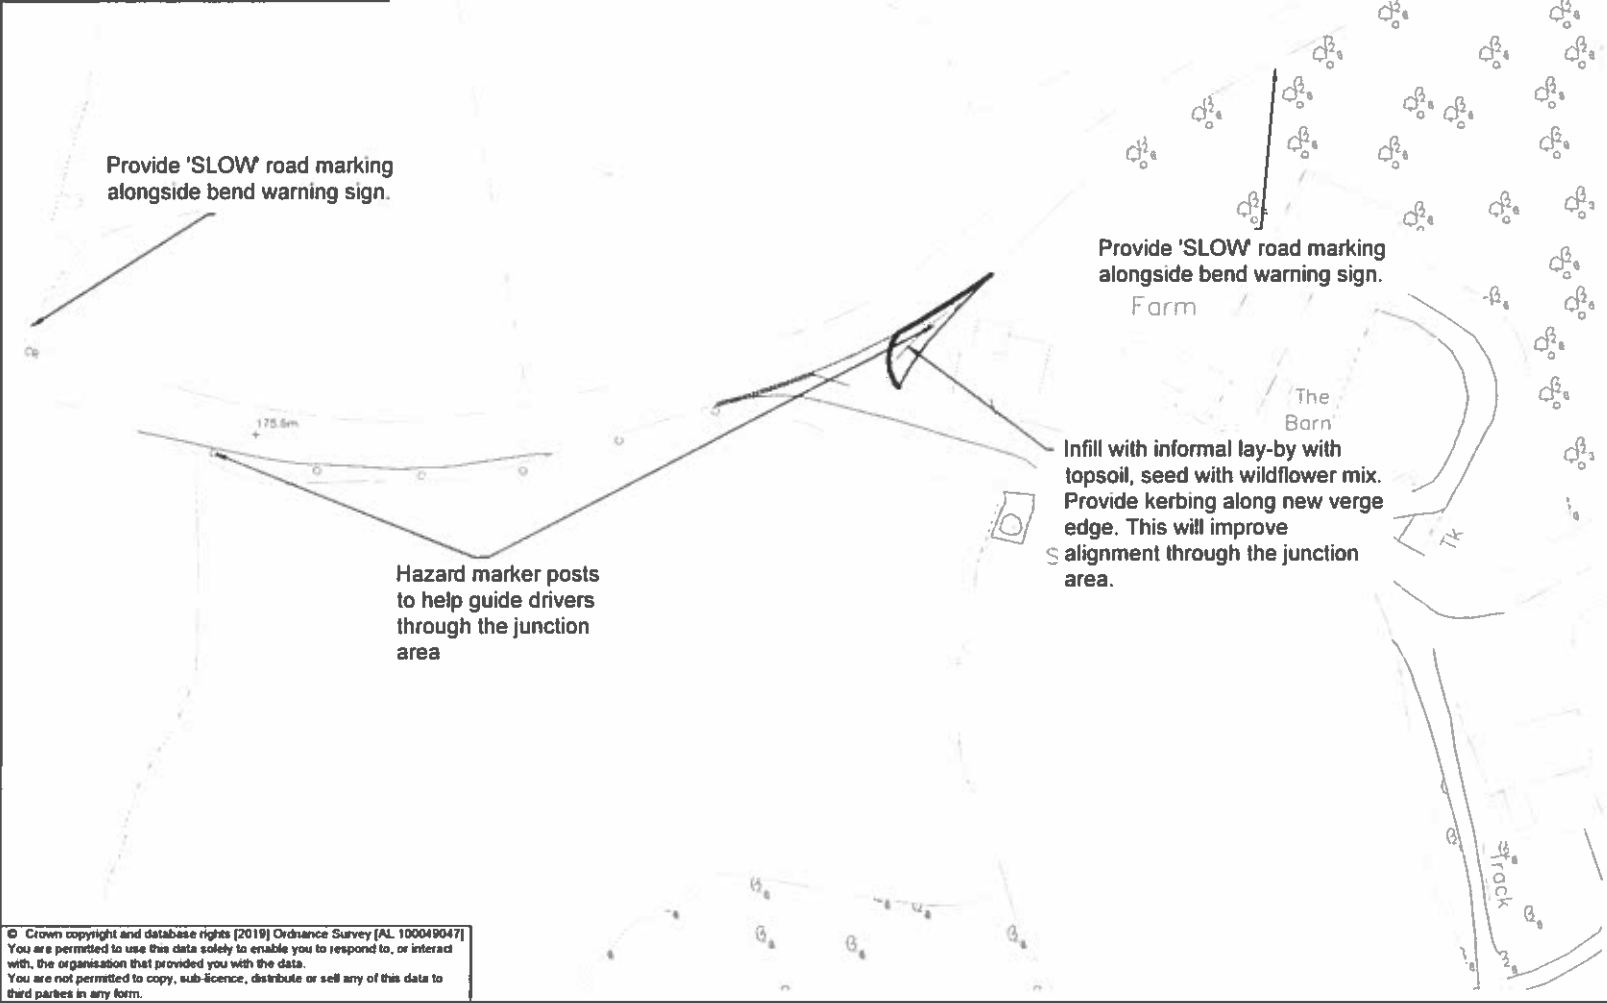 Provide 'SLOW' road marking
alongside bend warning sign.
Provide 'SLOW' road marking
alongside bend warning sign.
Farm
The
Barn
175.6m
Infill with informal lay-by with
topsoil, seed with wildflower mix.
Provide kerbing along new verge
edge. This will improve
alignment through the junction
area.
S
Tk
Hazard marker posts
to help guide drivers
through the junction
area
Track
© Crown copyright and database rights [2019] Ordnance Survey [AL 100049047]
You are permitted to use this data solely to enable you to respond to, or interact
with, the organisation that provided you with the data.
You are not permitted to copy, sub-licence, distribute or sell any of this data to
third parties in any form.